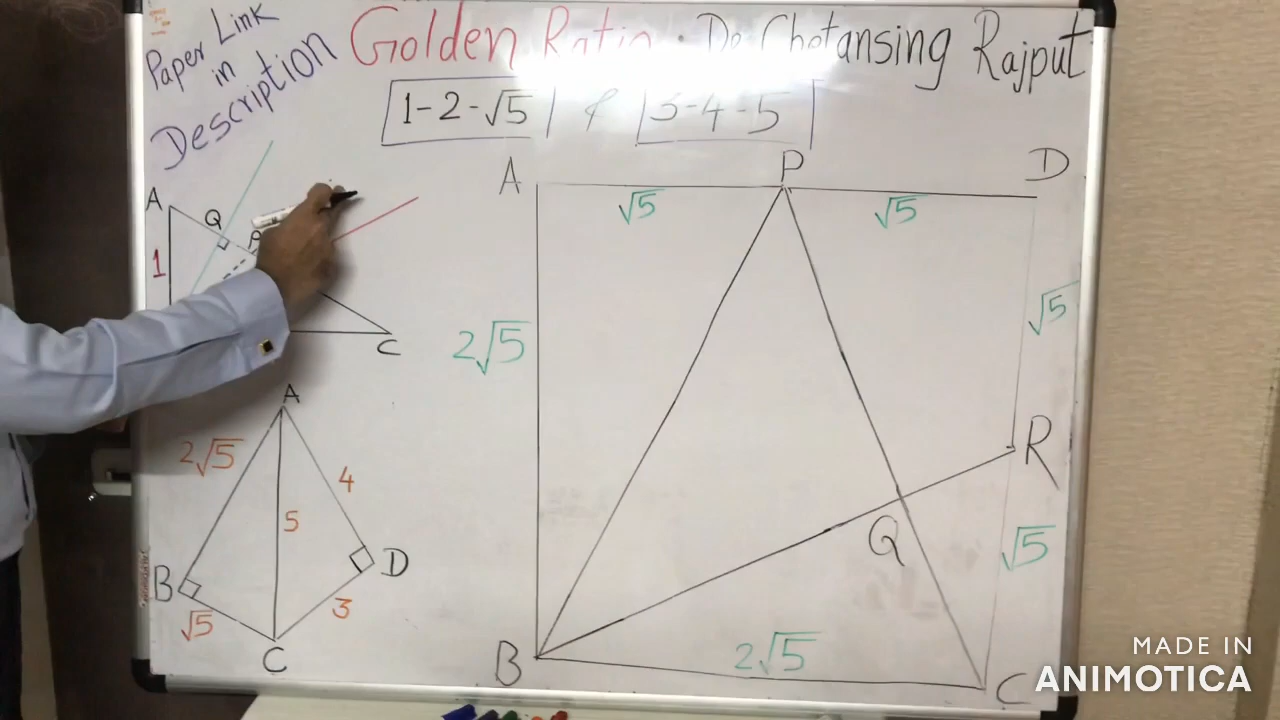 Paper Link
in
Description
Golden Ratio · Dr Chetansing Rajput
1-2-√5 & 3-4-5
A
Q
P
1
C
A
2√5
4
5
B
D
√5
3
C
A
P
D
√5
√5
2√5
√5
R
Q
√5
B
2√5
C
MADE IN
ANIMOTICA